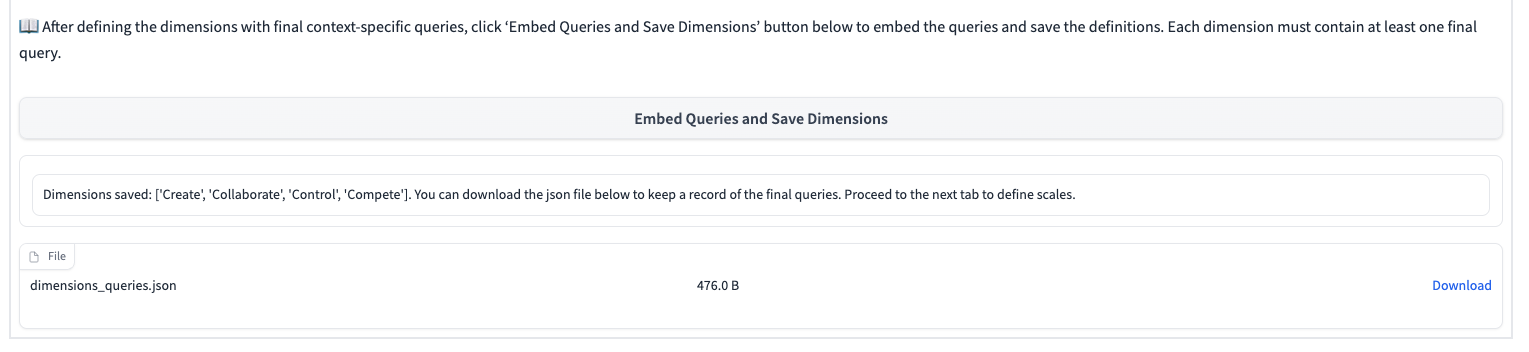 📖 After defining the dimensions with final context-specific queries, click ‘Embed Queries and Save Dimensions’ button below to embed the queries and save the definitions. Each dimension must contain at least one final
query.
Embed Queries and Save Dimensions
Dimensions saved: ['Create', 'Collaborate', 'Control', 'Compete']. You can download the json file below to keep a record of the final queries. Proceed to the next tab to define scales.
File
dimensions_queries.json 476.0 B Download